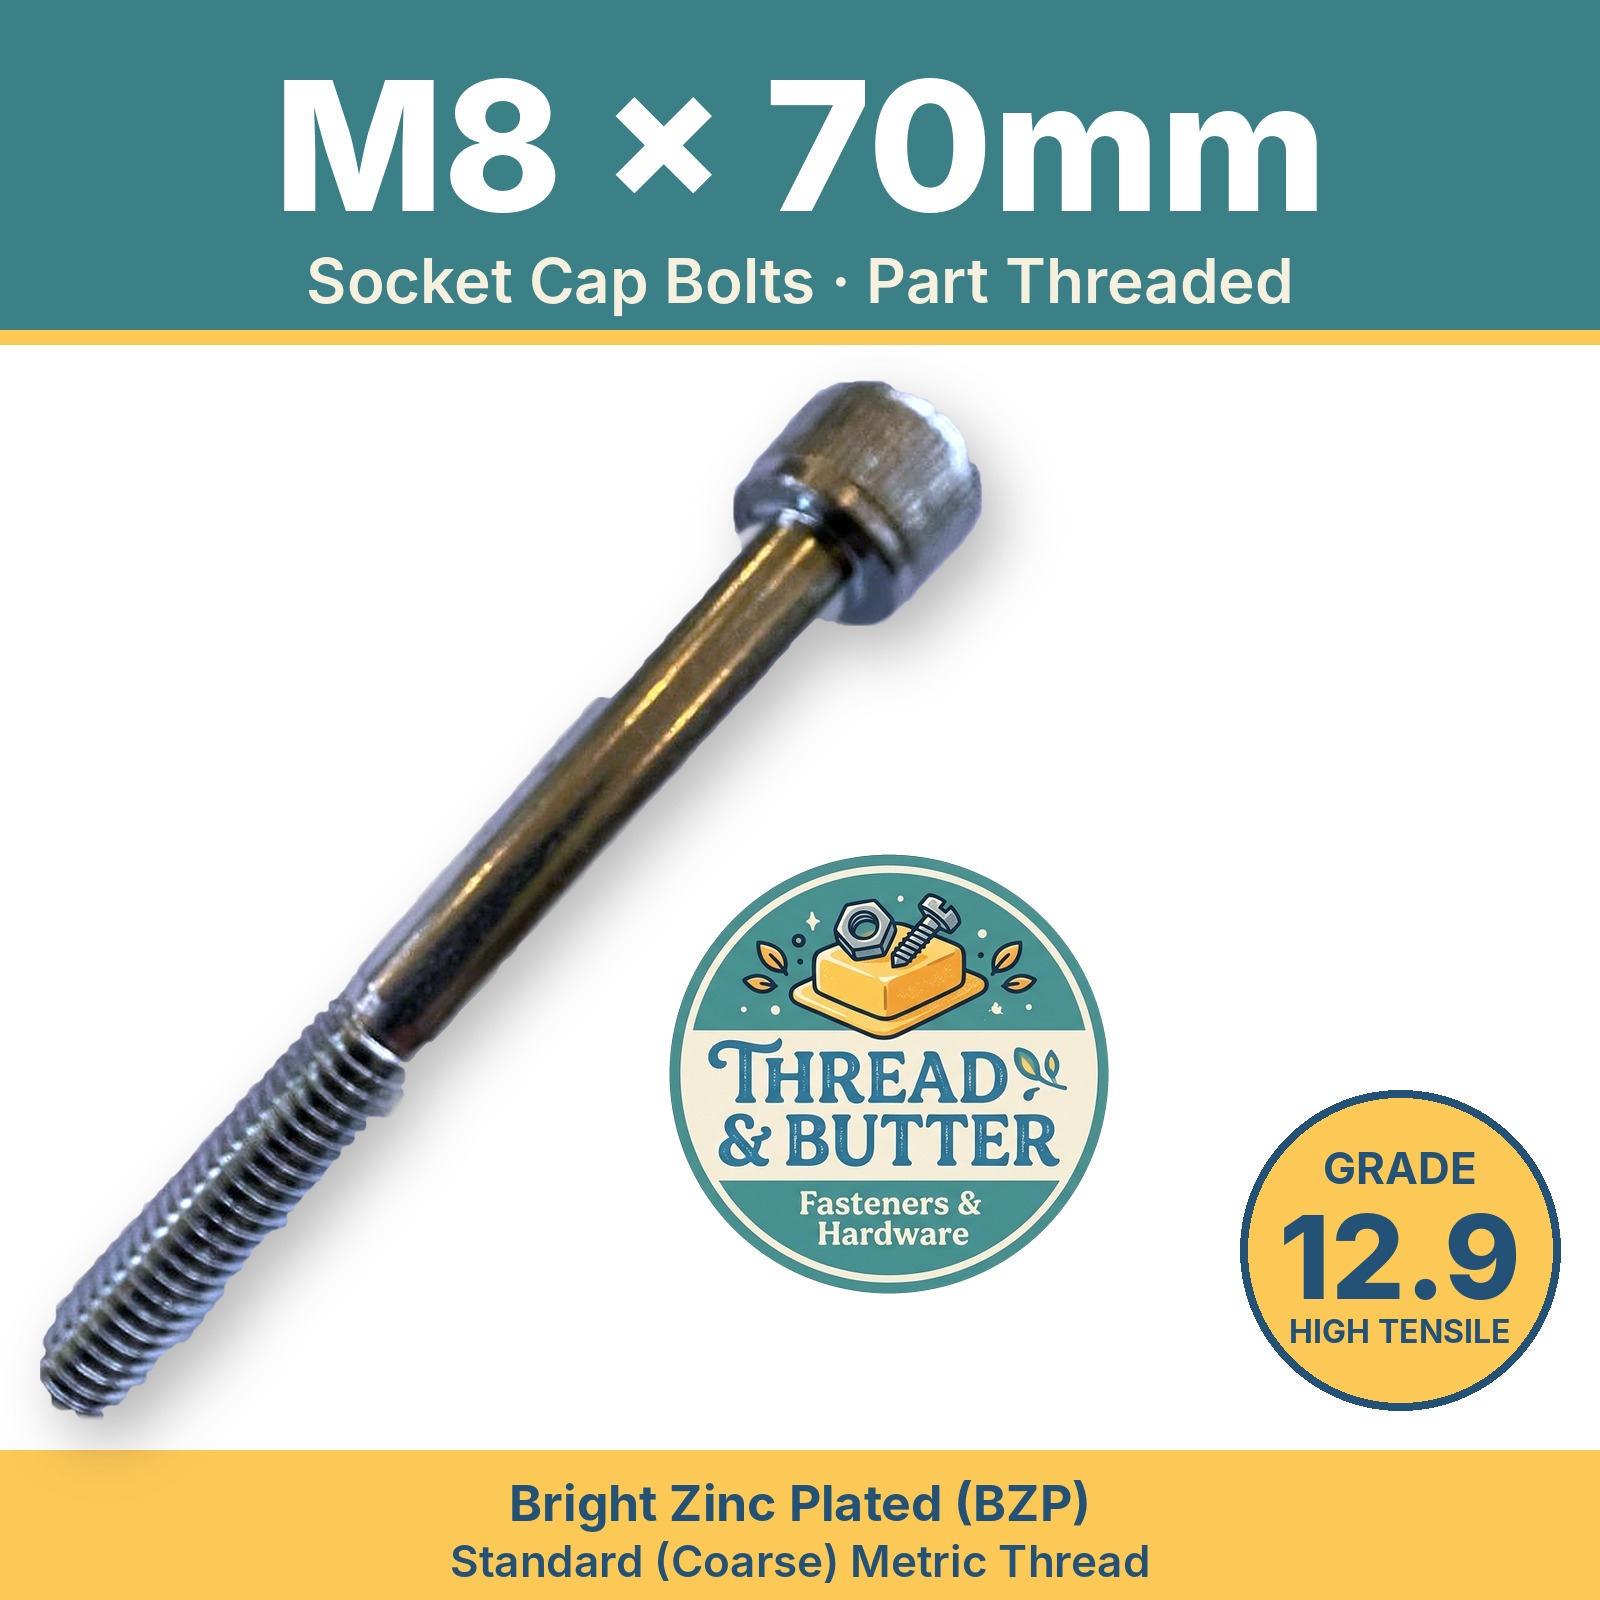 M8 × 70mm
Socket Cap Bolts · Part Threaded
THREAD
& BUTTER
Fasteners &
Hardware
GRADE
12.9
HIGH TENSILE
Bright Zinc Plated (BZP)
Standard (Coarse) Metric Thread